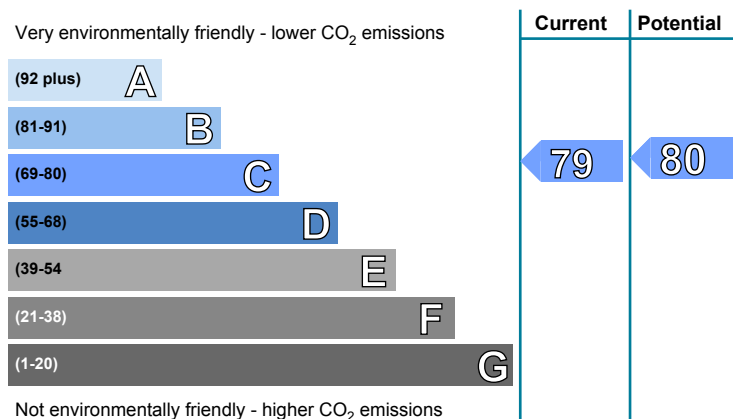 Current Potential
Very environmentally friendly - lower CO₂ emissions
(92 plus) A
(81-91) B
(69-80) C
79 80
(55-68) D
(39-54 E
(21-38) F
(1-20) G
Not environmentally friendly - higher CO₂ emissions